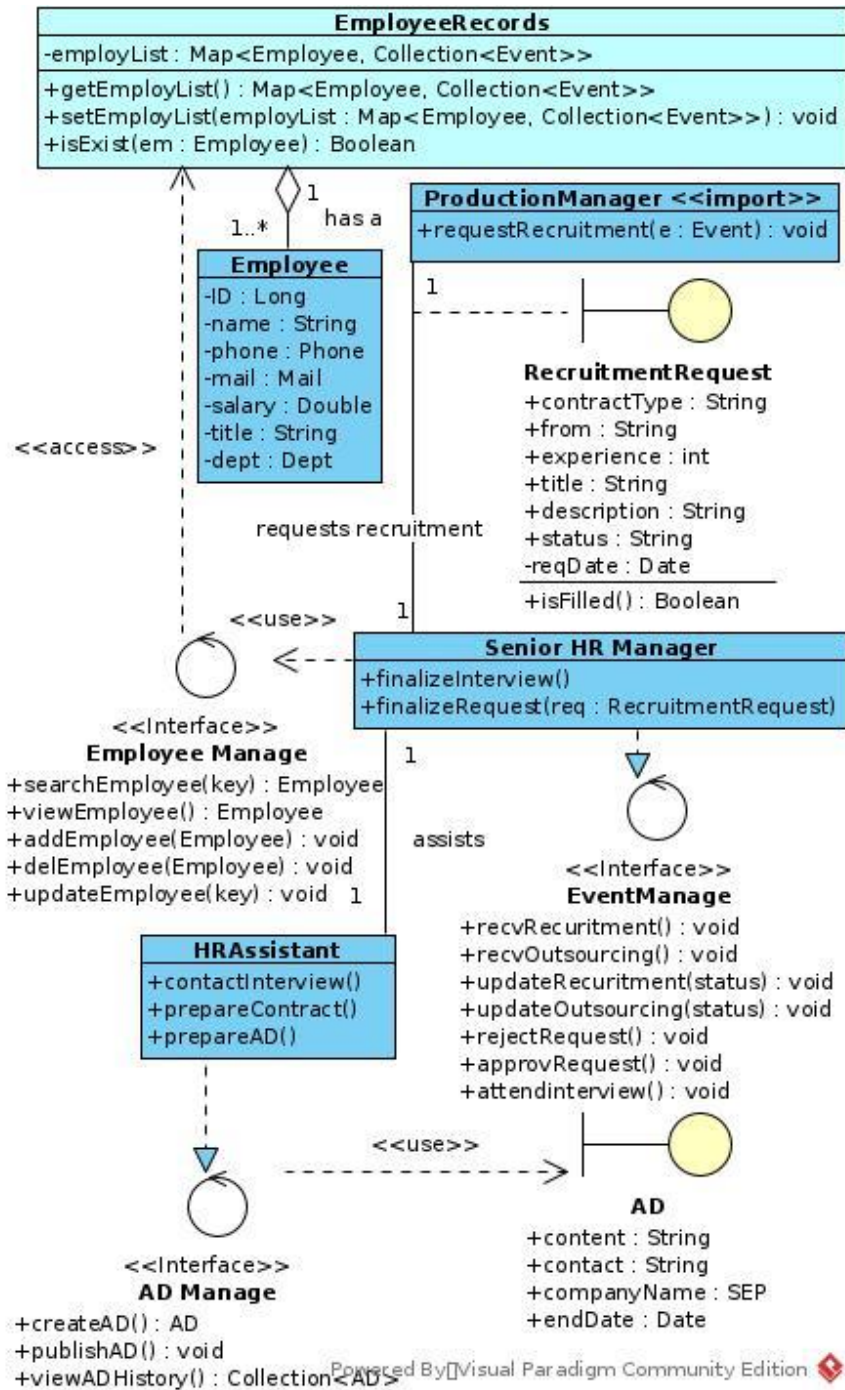 EmployeeRecords
-employList : Map<Employee, Collection<Event>>
+getEmployList() : Map<Employee, Collection<Event>>
+setEmployList(employList : Map<Employee, Collection<Event>>) : void
+isExist(em : Employee) : Boolean
1
has a
1..*
ProductionManager <<import>>
+requestRecruitment(e : Event) : void
Employee
-ID : Long
-name : String
-phone : Phone
-mail : Mail
-salary : Double
-title : String
-dept : Dept
1
RecruitmentRequest
+contractType : String
+from : String
+experience : int
+title : String
+description : String
+status : String
-reqDate : Date
+isFilled() : Boolean
<<access>>
requests recruitment
1
<<use>>
Senior HR Manager
+finalizeInterview()
+finalizeRequest(req : RecruitmentRequest)
<<Interface>>
Employee Manage
+searchEmployee(key) : Employee
+viewEmployee() : Employee
+addEmployee(Employee) : void
+delEmployee(Employee) : void
+updateEmployee(key) : void
1
assists
1
<<Interface>>
EventManage
+recvRecuritment() : void
+recvOutsourcing() : void
+updateRecuritment(status) : void
+updateOutsourcing(status) : void
+rejectRequest() : void
+approvRequest() : void
+attendinterview() : void
HRAssistant
+contactInterview()
+prepareContract()
+prepareAD()
<<use>>
<<Interface>>
AD Manage
+createAD() : AD
+publishAD() : void
+viewADHistory() : Collection<AD>
AD
+content : String
+contact : String
+companyName : SEP
+endDate : Date
Powered By Visual Paradigm Community Edition